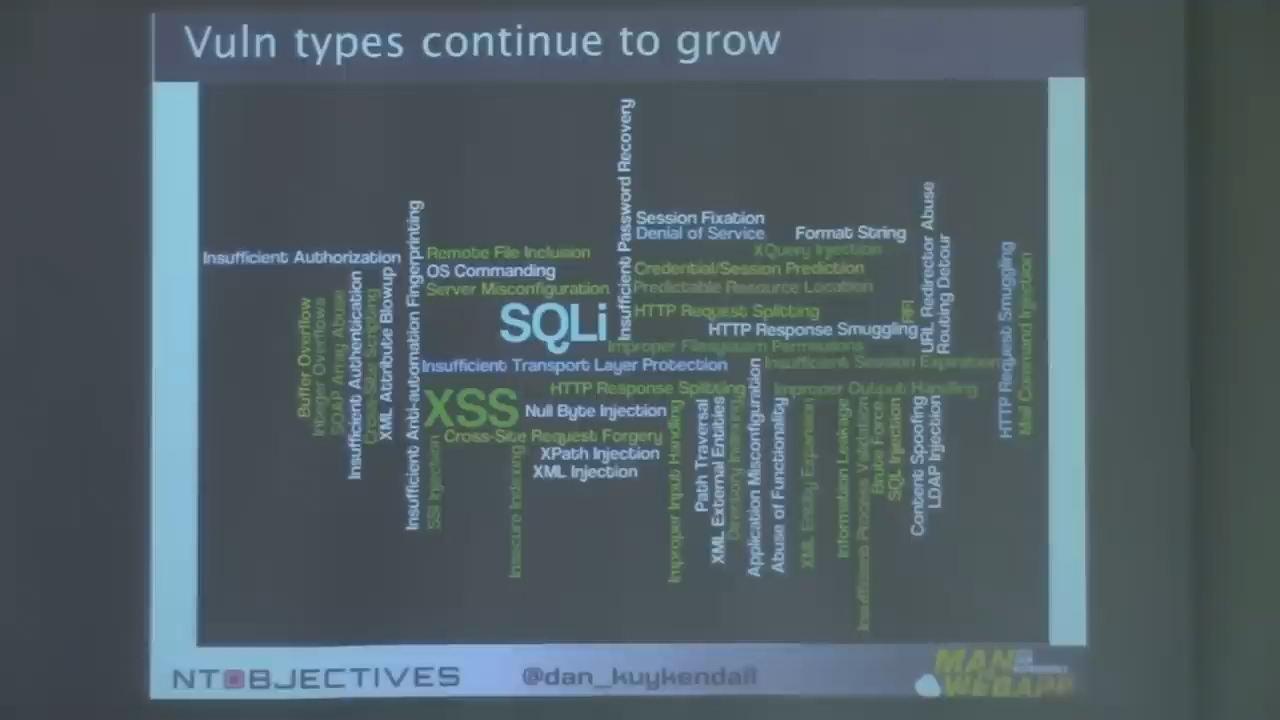 Vuln types continue to grow
Insufficient Password Recovery
Session Fixation
Denial of Service
Format String
XQuery Injection
Insufficient Authorization
Remote File Inclusion
OS Commanding
Server Misconfiguration
Credential/Session Prediction
Predictable Resource Location
SQLi
HTTP Request Splitting
HTTP Response Smuggling
Improper Filesystem Permissions
Insufficient Transport Layer Protection
Insufficient Session Expiration
HTTP Response Splitting
Improper Output Handling
XSS
Null Byte Injection
Cross-Site Request Forgery
XPath Injection
XML Injection
Buffer Overflow
Integer Overflows
SOAP Array Abuse
Insufficient Authentication
Cross-Site Scripting
XML Attribute Blowup
Insufficient Anti-automation Fingerprinting
SSI Injection
Insecure Indexing
Improper Input Handling
Path Traversal
XML External Entities
Directory Indexing
Application Misconfiguration
Abuse of Functionality
XML Entity Expansion
Information Leakage
Insufficient Process Validation
Brute Force
SQL Injection
RFI
Content Spoofing
URL Redirector Abuse
LDAP Injection
Routing Detour
HTTP Request Smuggling
Mail Command Injection
NTOBJECTIVES
@dan_kuykendall
MAN
WEBAPP